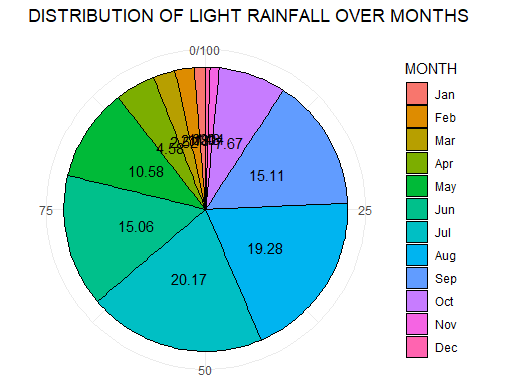 DISTRIBUTION OF LIGHT RAINFALL OVER MONTHS
0/100
MONTH
Jan
Feb
Mar
Apr
May
Jun
Jul
Aug
Sep
Oct
Nov
Dec
7.67
4.58
10.58
15.11
75
25
15.06
19.28
20.17
50